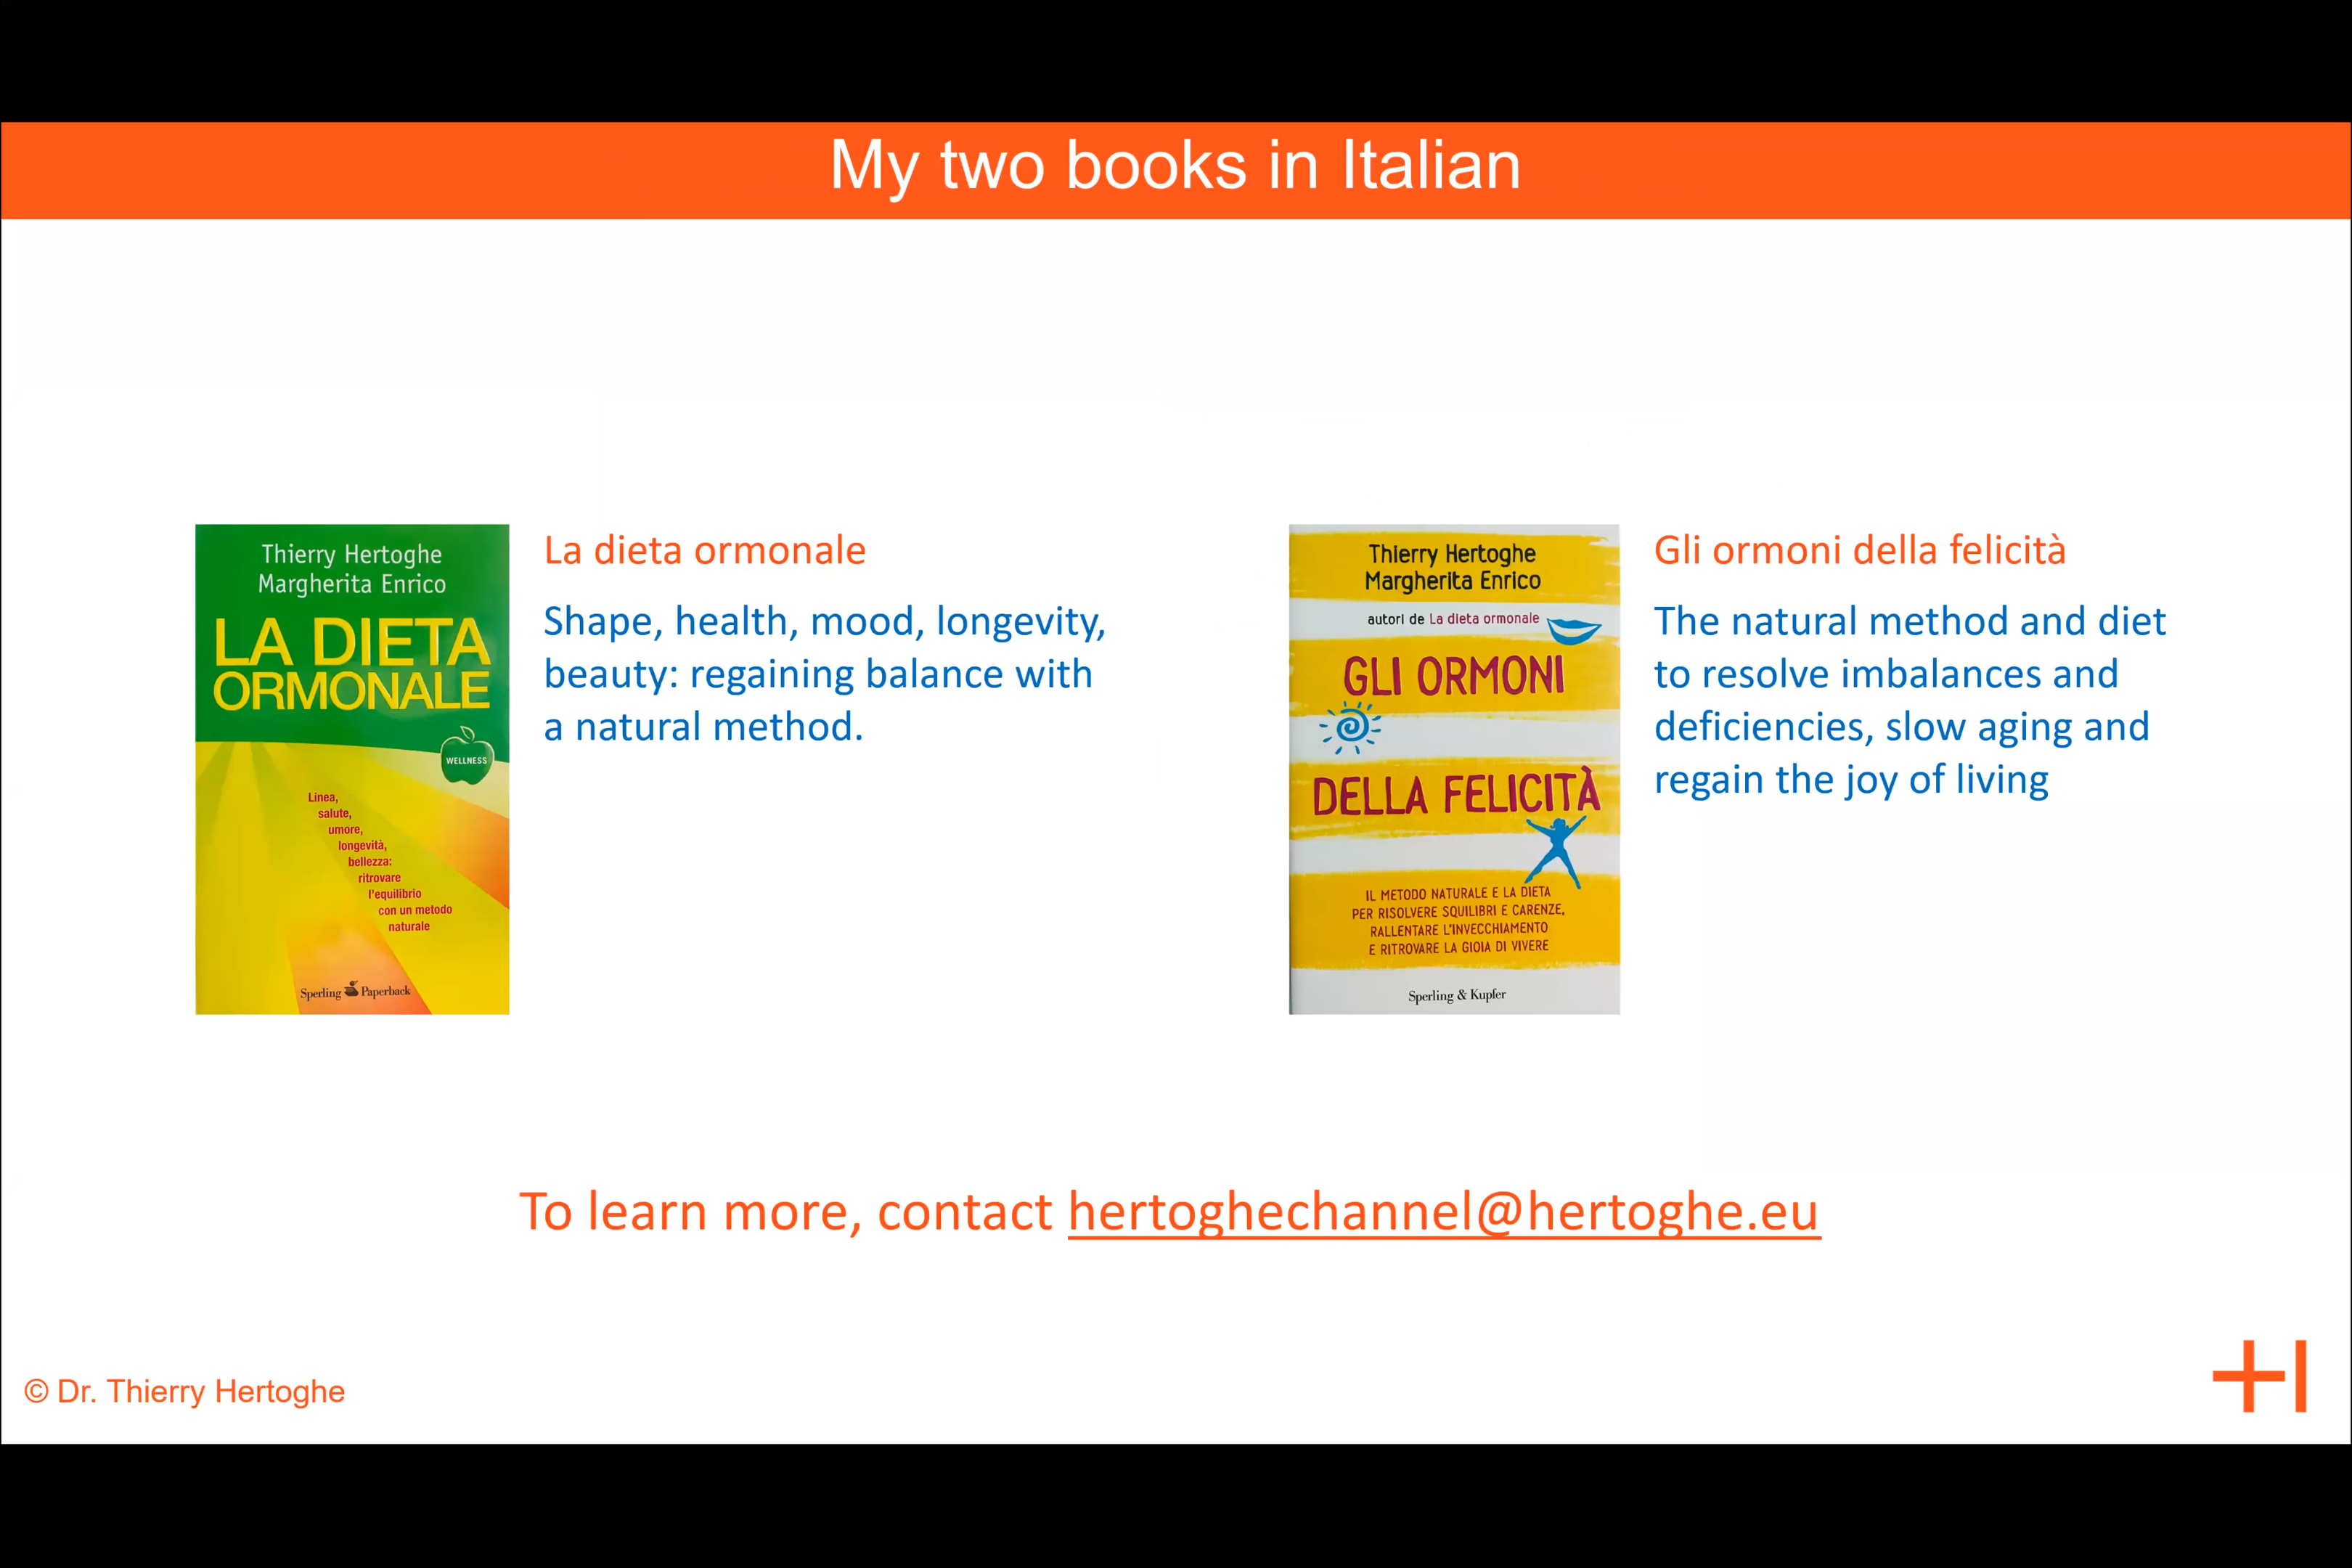 My two books in Italian
Thierry Hertoghe
Margherita Enrico
LA DIETA
ORMONALE
WELLNESS
Linea,
salute,
umore,
longevità,
bellezza:
ritrovare
l'equilibrio
con un metodo
naturale
Sperling Paperback
La dieta ormonale
Shape, health, mood, longevity,
beauty: regaining balance with
a natural method.
Thierry Hertoghe
Margherita Enrico
autori de La dieta ormonale
GLI ORMONI
DELLA FELICITÀ
IL METODO NATURALE E LA DIETA
PER RISOLVERE SQUILIBRI E CARENZE,
RALLENTARE L'INVECCHIAMENTO
E RITROVARE LA GIOIA DI VIVERE
Sperling & Kupfer
Gli ormoni della felicità
The natural method and diet
to resolve imbalances and
deficiencies, slow aging and
regain the joy of living
To learn more, contact hertoghechannel@hertoghe.eu
© Dr. Thierry Hertoghe